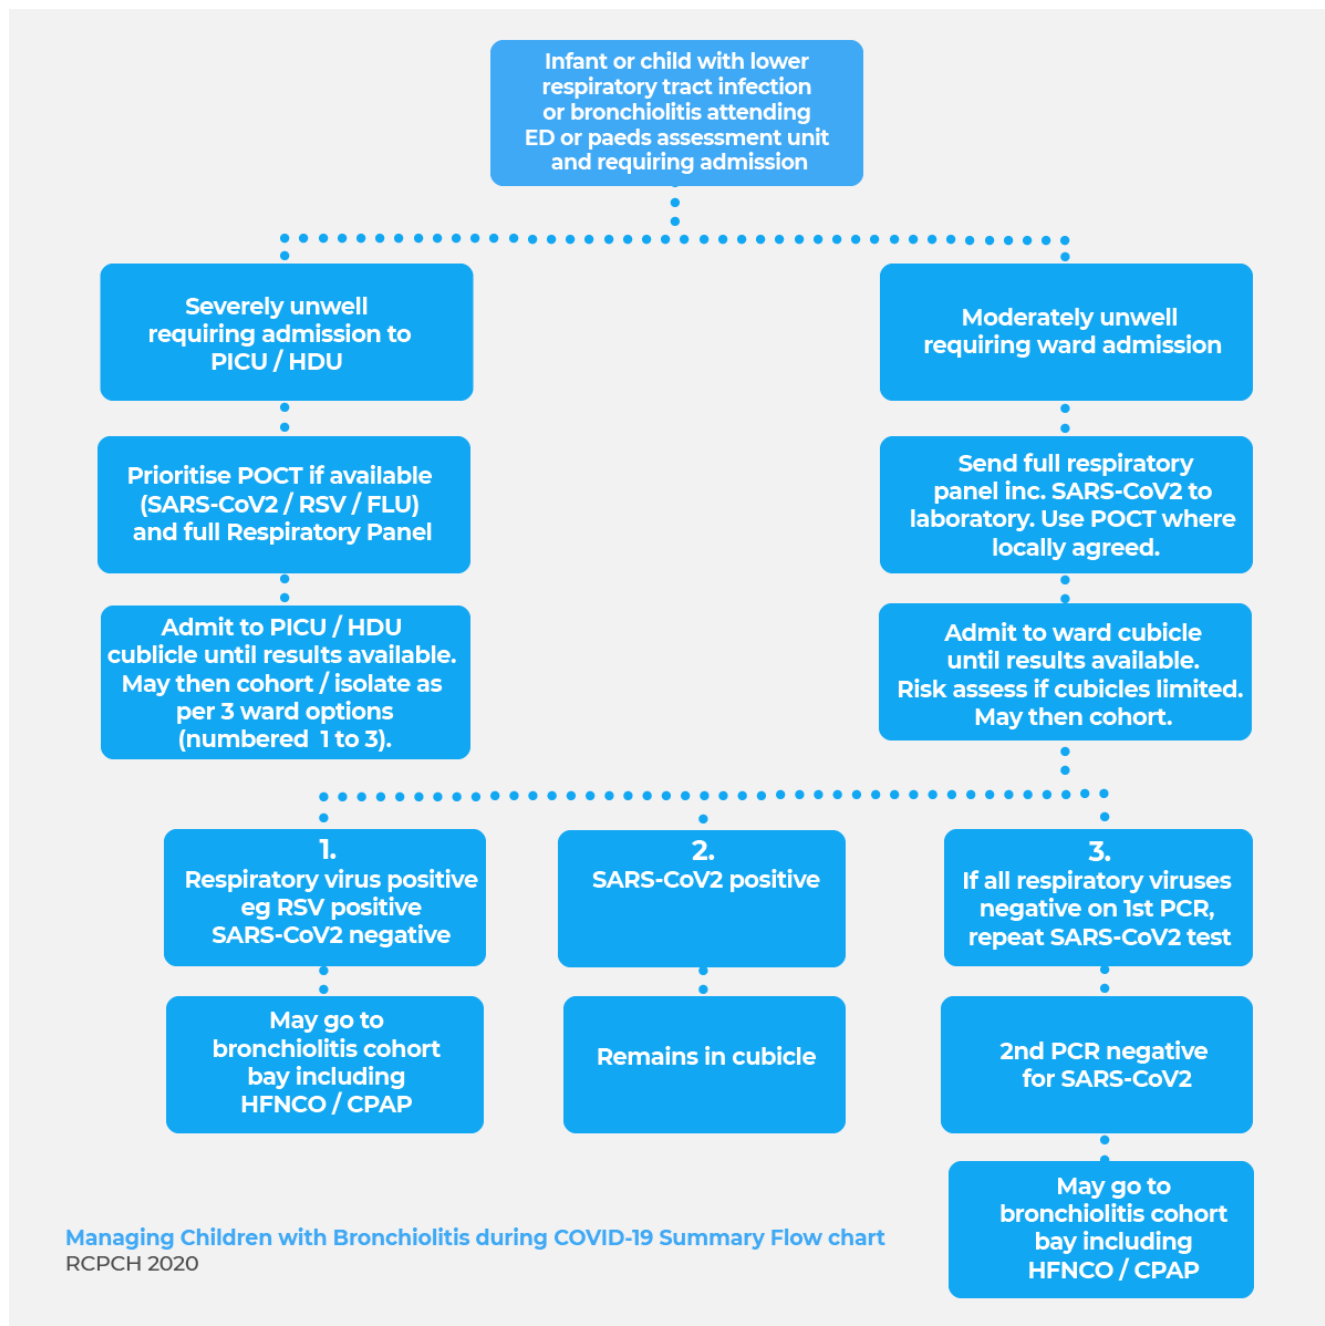 Infant or child with lower
respiratory tract infection
or bronchiolitis attending
ED or paeds assessment unit
and requiring admission
Severely unwell
requiring admission to
PICU / HDU
Moderately unwell
requiring ward admission
Prioritise POCT if available
(SARS-CoV2 / RSV / FLU)
and full Respiratory Panel
Send full respiratory
panel inc. SARS-CoV2 to
laboratory. Use POCT where
locally agreed.
Admit to PICU / HDU
cublicle until results available.
May then cohort / isolate as
per 3 ward options
(numbered 1 to 3).
Admit to ward cubicle
until results available.
Risk assess if cubicles limited.
May then cohort.
1.
Respiratory virus positive
eg RSV positive
SARS-CoV2 negative
2.
SARS-CoV2 positive
3.
If all respiratory viruses
negative on 1st PCR,
repeat SARS-CoV2 test
May go to
bronchiolitis cohort
bay including
HFNCO / CPAP
Remains in cubicle
2nd PCR negative
for SARS-CoV2
May go to
bronchiolitis cohort
bay including
HFNCO / CPAP
Managing Children with Bronchiolitis during COVID-19 Summary Flow chart
RCPCH 2020